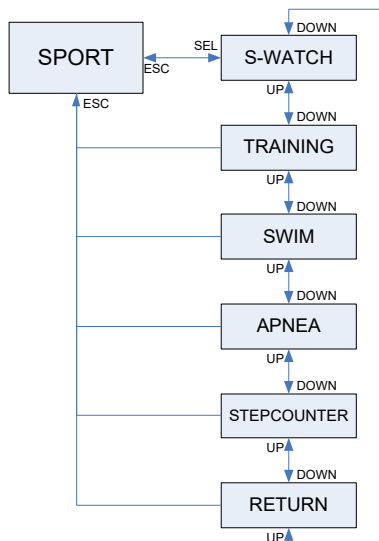 DOWN
SPORT
SEL
S-WATCH
ESC
ESC
UP
DOWN
TRAINING
UP
DOWN
SWIM
UP
DOWN
APNEA
UP
DOWN
STEPCOUNTER
UP
DOWN
RETURN
UP